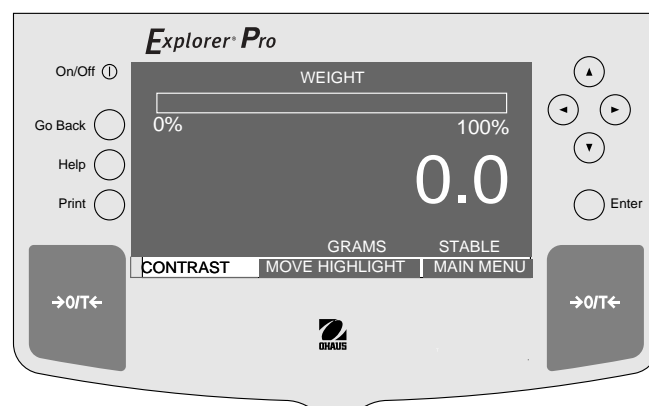 Explorer® Pro
On/Off
WEIGHT
Go Back
0% 100%
Help
0.0
Print
Enter
GRAMS STABLE
CONTRAST MOVE HIGHLIGHT MAIN MENU
→0/T← →0/T←
OHAUS